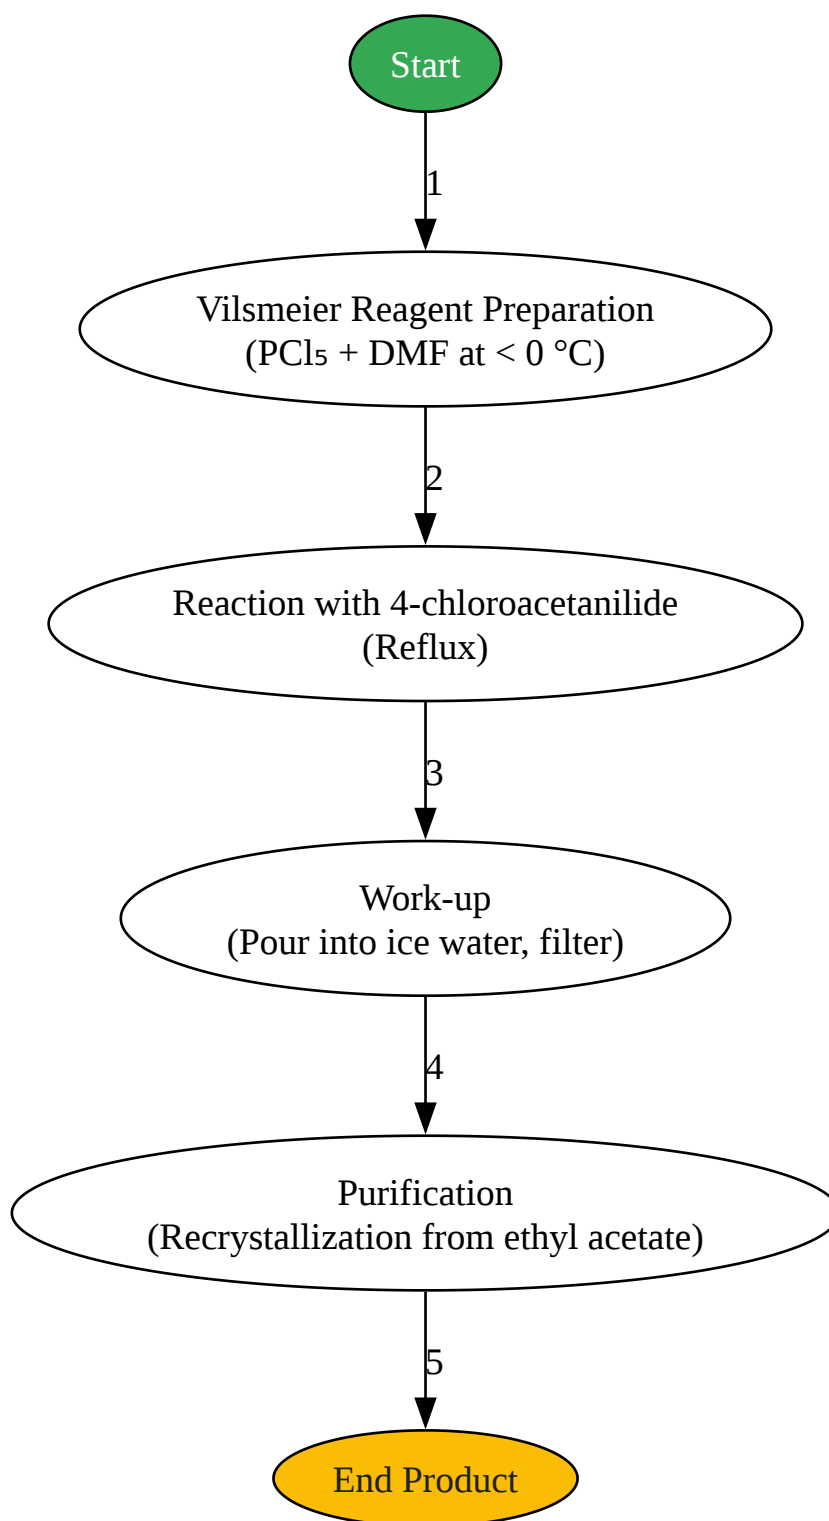 Start
1
Vilsmeier Reagent Preparation
(PCl₅ + DMF at < 0 °C)
2
Reaction with 4-chloroacetanilide
(Reflux)
3
Work-up
(Pour into ice water, filter)
4
Purification
(Recrystallization from ethyl acetate)
5
End Product